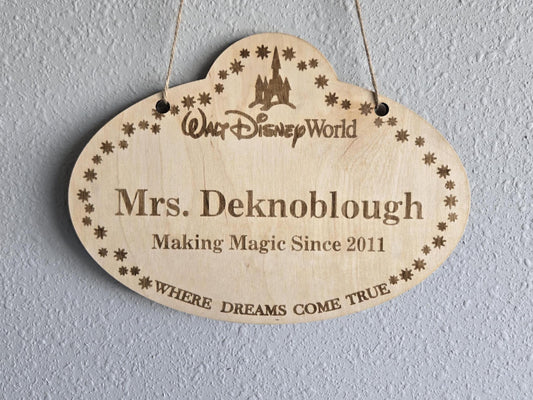 Walt Disney World
Mrs. Deknoblough
Making Magic Since 2011
WHERE DREAMS COME TRUE